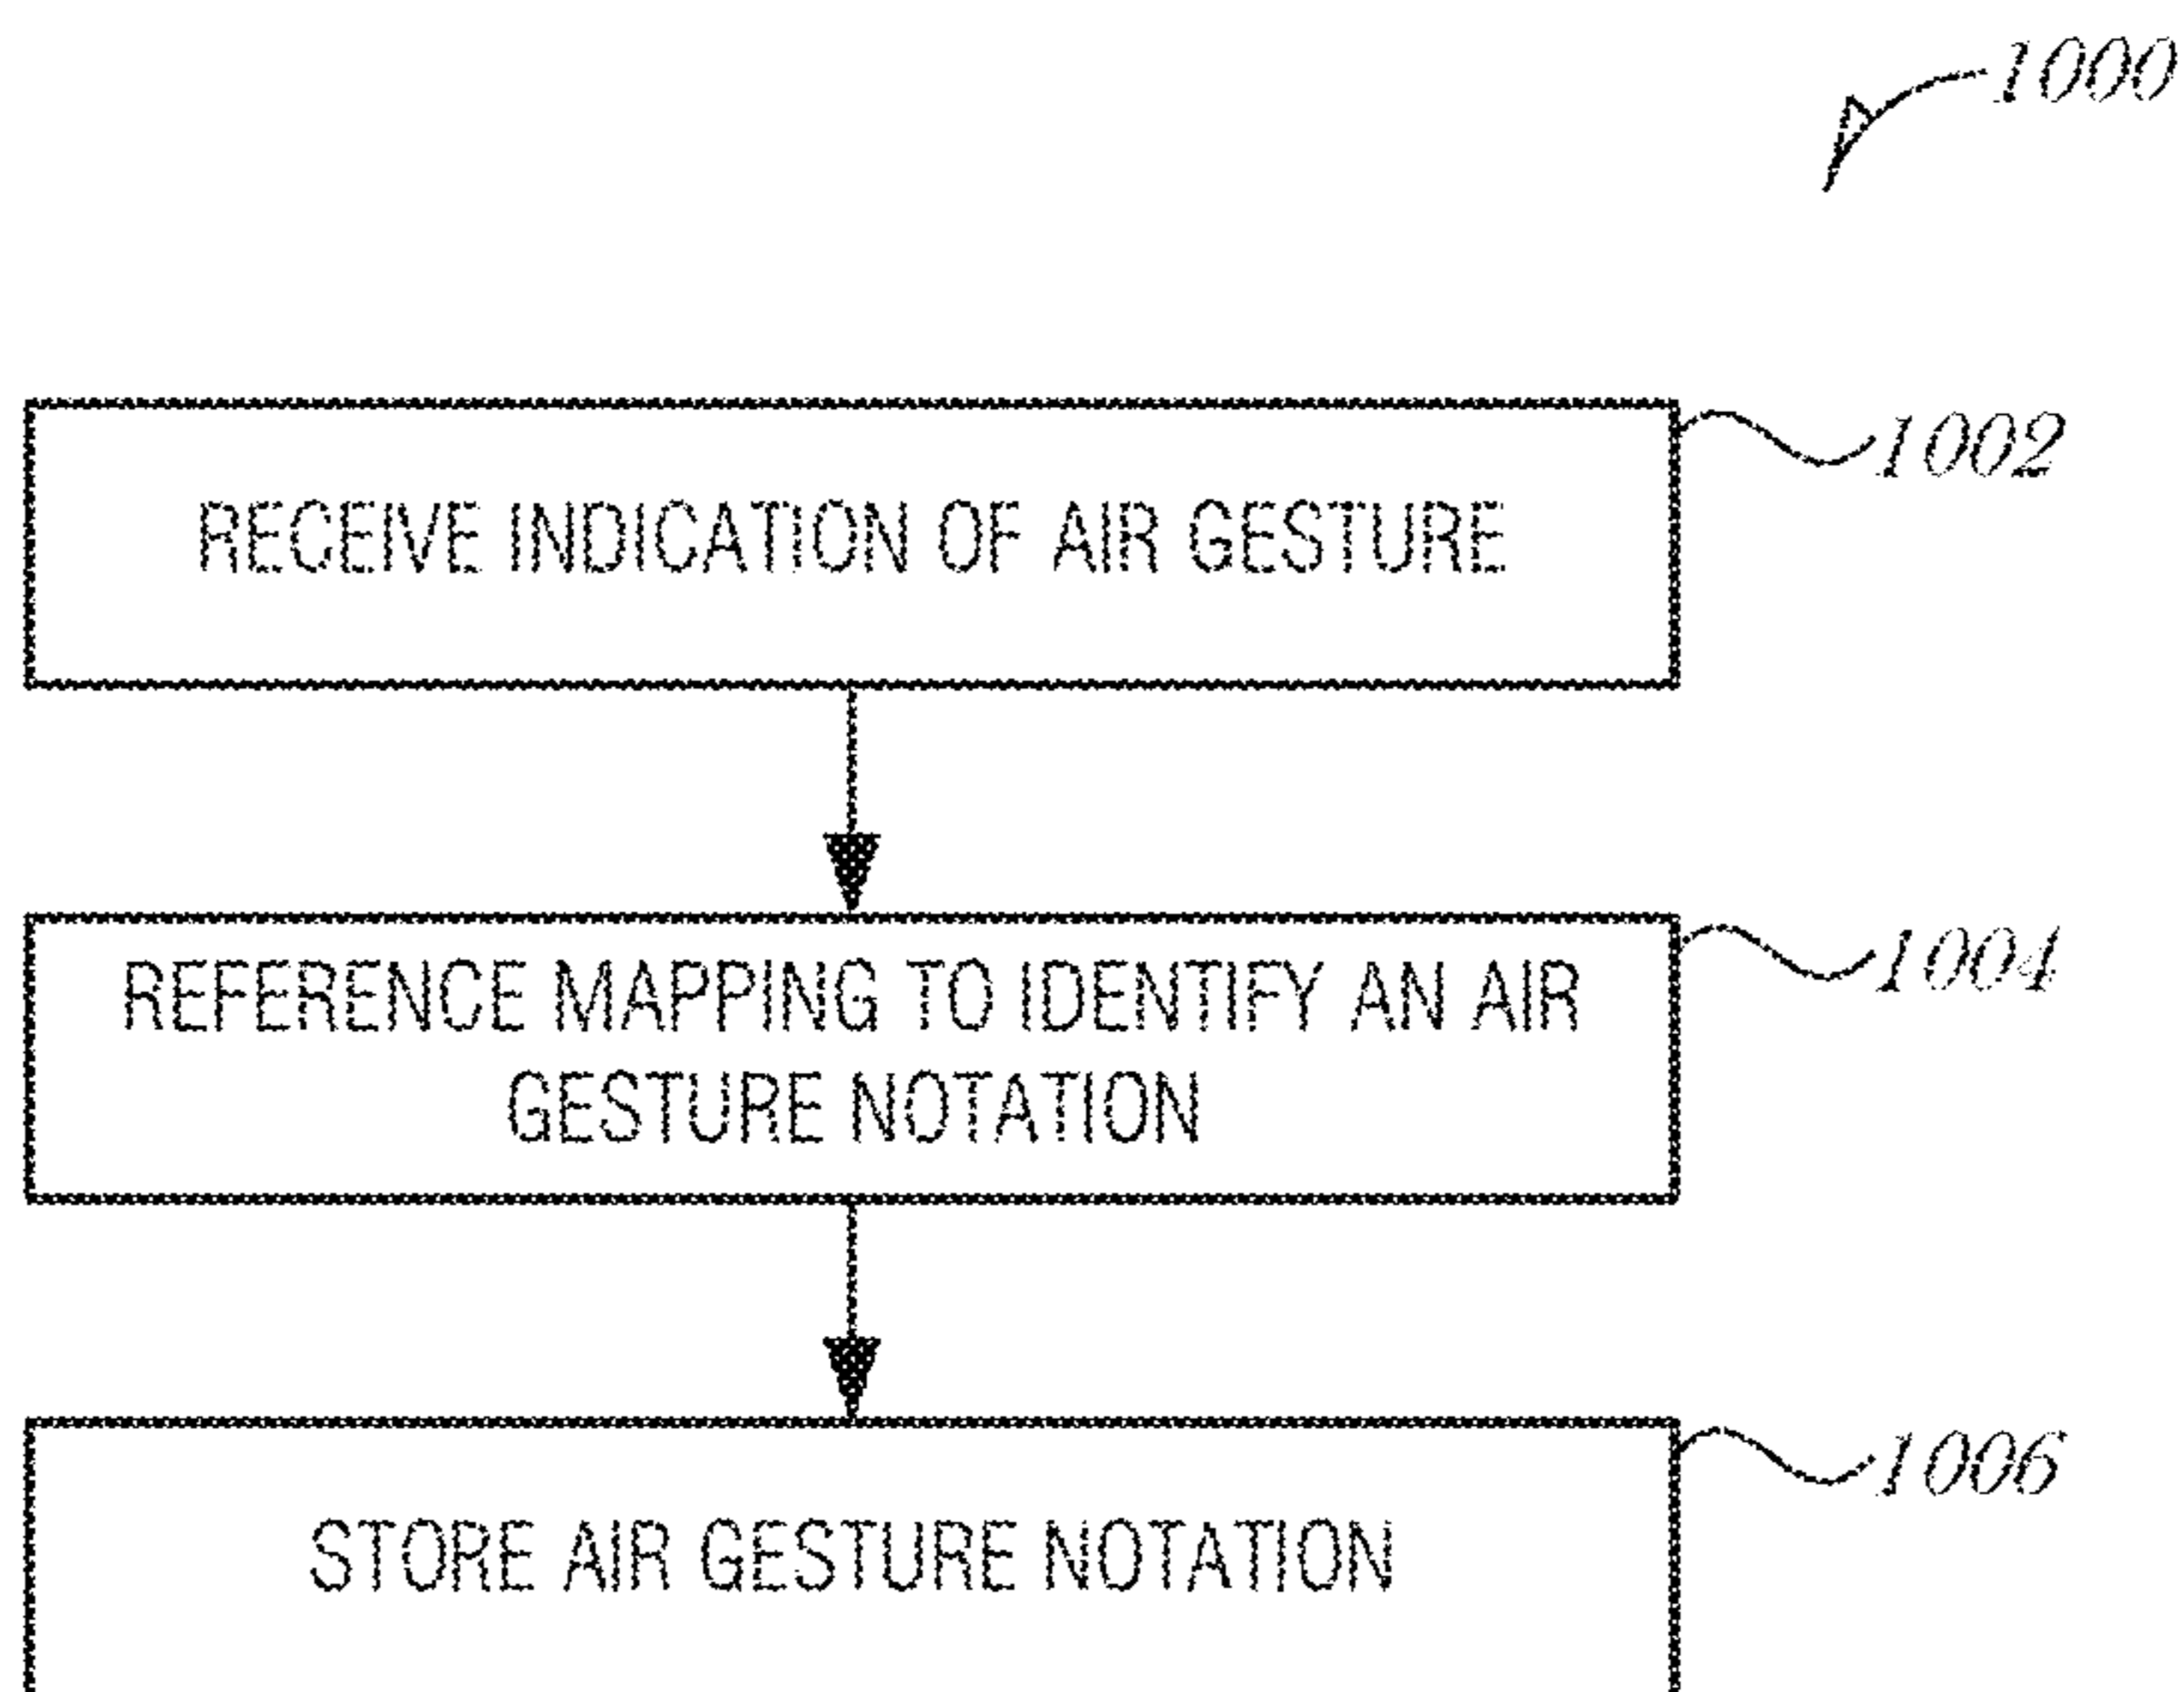 1000
RECEIVE INDICATION OF AIR GESTURE
1002
REFERENCE MAPPING TO IDENTIFY AN AIR
GESTURE NOTATION
1004
STORE AIR GESTURE NOTATION
1006